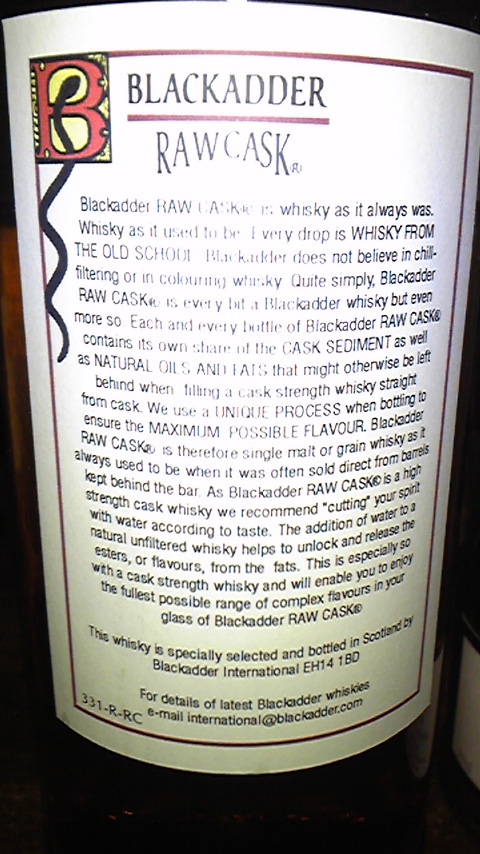 B
BLACKADDER
RAW CASK®
Blackadder RAW CASK® is whisky as it always was.
Whisky as it used to be. Every drop is WHISKY FROM
THE OLD SCHOOL. Blackadder does not believe in chill-
filtering or in colouring whisky. Quite simply, Blackadder
RAW CASK® is every bit a Blackadder whisky but even
more so. Each and every bottle of Blackadder RAW CASK®
contains its own share of the CASK SEDIMENT as well
as NATURAL OILS AND FATS that might otherwise be left
behind when filling a cask strength whisky straight
from cask. We use a UNIQUE PROCESS when bottling to
ensure the MAXIMUM POSSIBLE FLAVOUR. Blackadder
RAW CASK® is therefore single malt or grain whisky as it
always used to be when it was often sold direct from barrels
kept behind the bar. As Blackadder RAW CASK® is a high
strength cask whisky we recommend "cutting" your spirit
with water according to taste. The addition of water to a
natural unfiltered whisky helps to unlock and release the
esters, or flavours, from the fats. This is especially so
with a cask strength whisky and will enable you to enjoy
the fullest possible range of complex flavours in your
glass of Blackadder RAW CASK®
This whisky is specially selected and bottled in Scotland by
Blackadder International EH14 1BD
For details of latest Blackadder whiskies
e-mail international@blackadder.com
331-R-RC